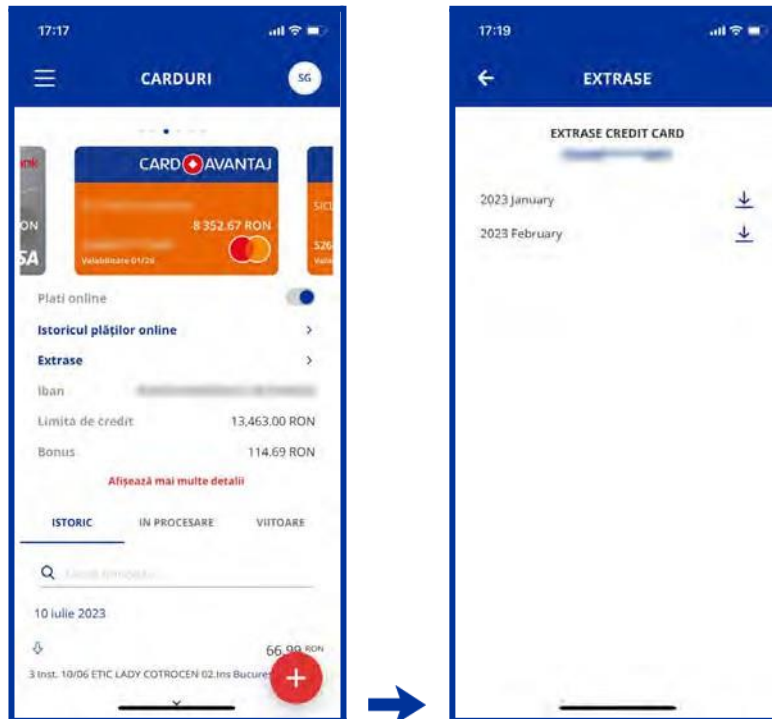 17:17
CARDURI
SG
CARD AVANTAJ
8 352.67 RON
Valabilitate 01/26
ON
SA
Plati online
Istoricul plăților online
Extrase
Iban
Limita de credit 13,463.00 RON
Bonus 114.69 RON
Afișează mai multe detalii
ISTORIC IN PROCESARE VIITOARE
10 iulie 2023
66.99 RON
3 Inst. 10/06 ETIC LADY COTROCEN 02.Ins Bucure
17:19
EXTRASE
EXTRASE CREDIT CARD
2023 January
2023 February